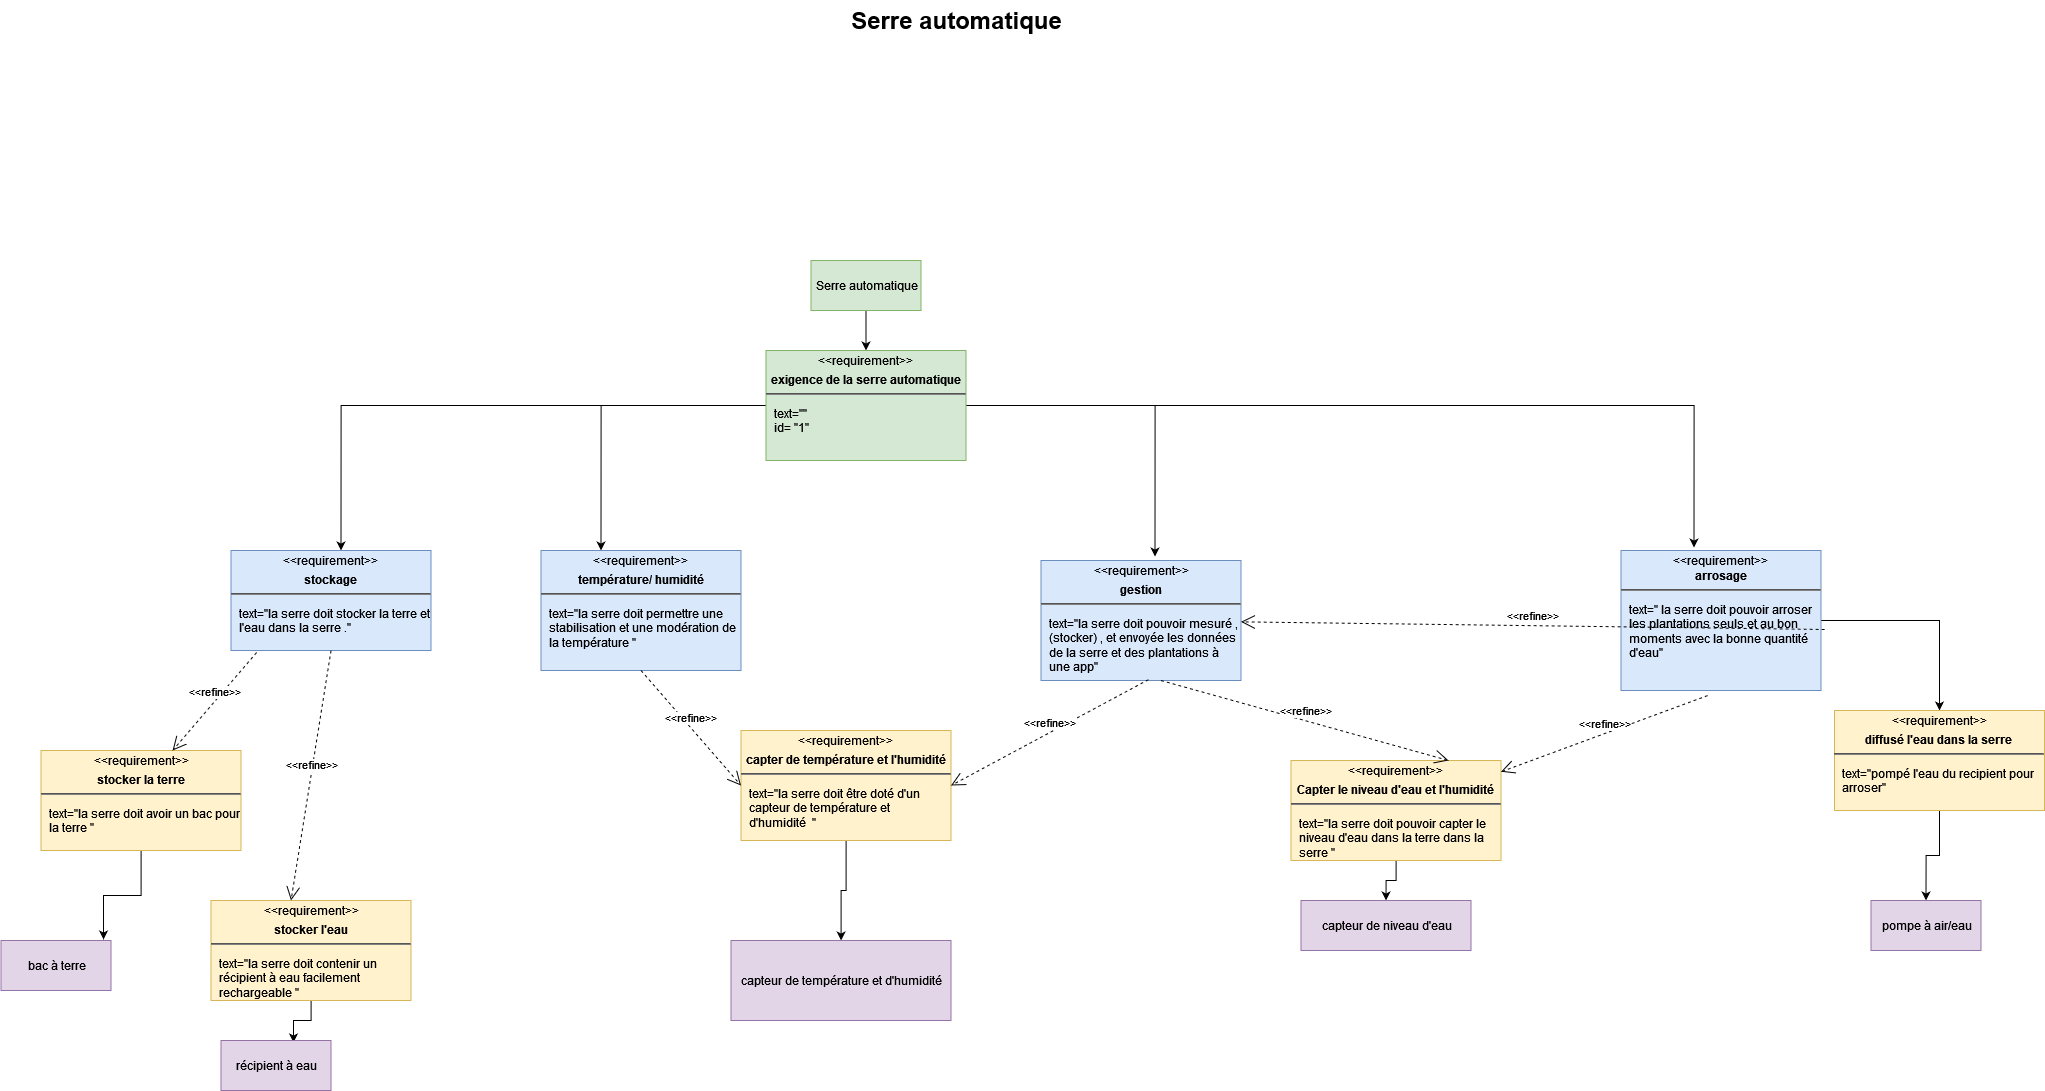 Serre automatique
Serre automatique
<<requirement>>
exigence de la serre automatique
text=""
id= "1"
<<requirement>>
stockage
text="la serre doit stocker la terre et
l'eau dans la serre ."
<<requirement>>
température/ humidité
text="la serre doit permettre une
stabilisation et une modération de
la température "
<<requirement>>
gestion
text="la serre doit pouvoir mesuré ,
(stocker) , et envoyée les données
de la serre et des plantations à
une app"
<<refine>>
<<requirement>>
arrosage
text=" la serre doit pouvoir arroser
les plantations seuls et au bon
moments avec la bonne quantité
d'eau"
<<refine>>
<<refine>>
<<refine>>
<<refine>>
<<refine>>
<<refine>>
<<requirement>>
stocker la terre
text="la serre doit avoir un bac pour
la terre "
<<requirement>>
capter de température et l'humidité
text="la serre doit être doté d'un
capteur de température et
d'humidité  "
<<requirement>>
Capter le niveau d'eau et l'humidité
text="la serre doit pouvoir capter le
niveau d'eau dans la terre dans la
serre "
<<requirement>>
diffusé l'eau dans la serre
text="pompé l'eau du recipient pour
arroser"
<<requirement>>
stocker l'eau
text="la serre doit contenir un
récipient à eau facilement
rechargeable "
bac à terre
récipient à eau
capteur de température et d'humidité
capteur de niveau d'eau
pompe à air/eau